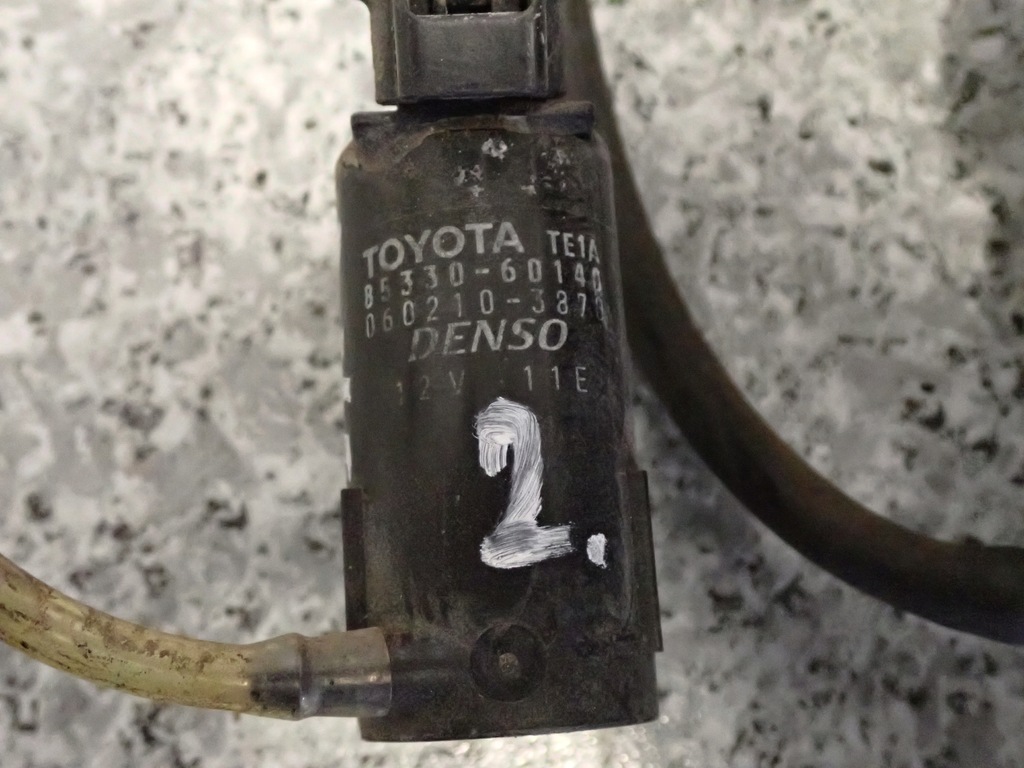 TOYOTA TE1A
85330-60140
060210-3870
DENSO
12V 11E
2.